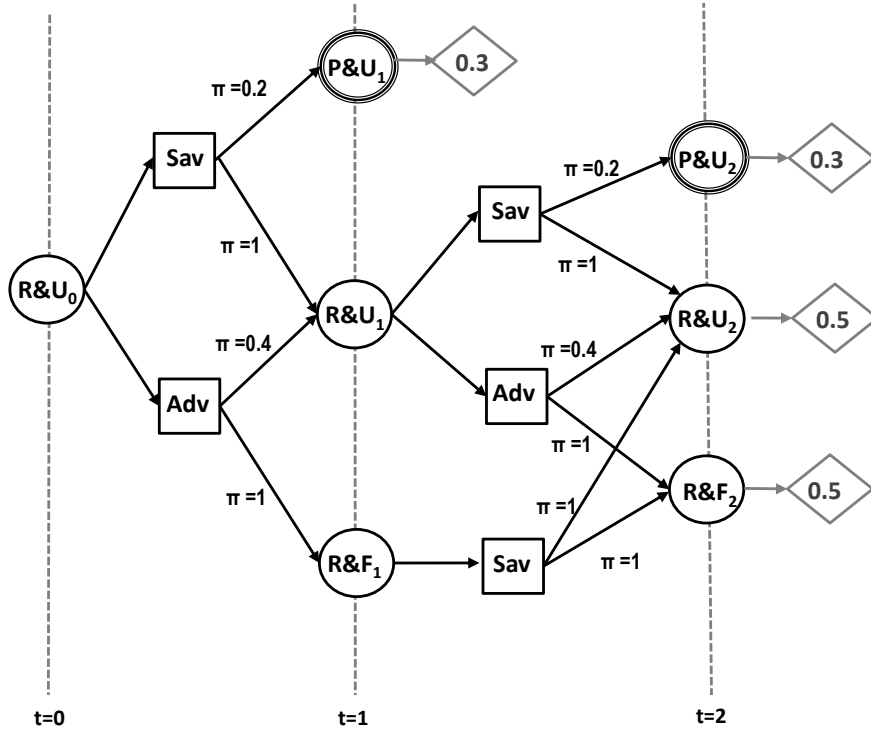 P&U₁
0.3
π =0.2
Sav
P&U₂
0.3
π =0.2
Sav
π =1
π =1
R&U₀
R&U₁
R&U₂
0.5
π=0.4
π=0.4
Adv
Adv
π =1
π =1
R&F₂
0.5
π =1
R&F₁
Sav
π =1
t=0
t=1
t=2